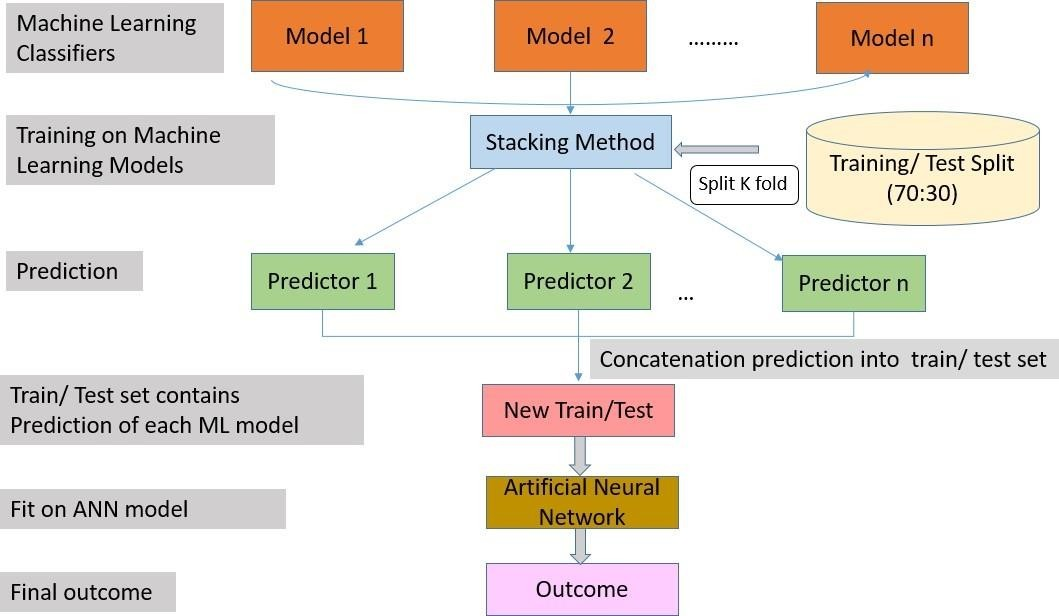 Machine Learning
Classifiers
Model 1
Model 2
.........
Model n
Training on Machine
Learning Models
Stacking Method
Split K fold
Training/ Test Split
(70:30)
Prediction
Predictor 1
Predictor 2
...
Predictor n
Concatenation prediction into train/ test set
Train/ Test set contains
Prediction of each ML model
New Train/Test
Fit on ANN model
Artificial Neural
Network
Final outcome
Outcome